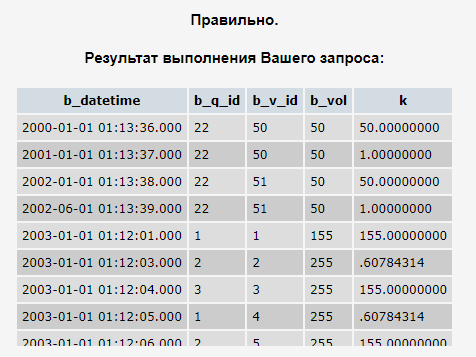 Правильно.
Результат выполнения Вашего запроса:
b_datetime b_q_id b_v_id b_vol k
2000-01-01 01:13:36.000 22 50 50 50.00000000
2001-01-01 01:13:37.000 22 50 50 1.00000000
2002-01-01 01:13:38.000 22 51 50 50.00000000
2002-06-01 01:13:39.000 22 51 50 1.00000000
2003-01-01 01:12:01.000 1 1 155 155.00000000
2003-01-01 01:12:03.000 2 2 255 .60784314
2003-01-01 01:12:04.000 3 3 155 155.00000000
2003-01-01 01:12:05.000 1 4 255 .60784314
2003-01-01 01:12:06.000 2 5 155 155.00000000